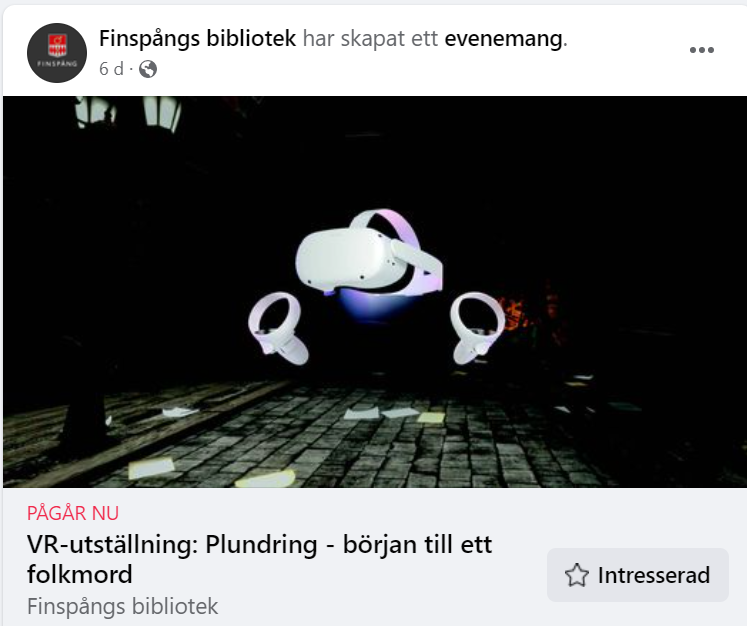 FINSPÅNG
Finspångs bibliotek har skapat ett evenemang.
6 d ·
PÅGÅR NU
VR-utställning: Plundring - början till ett
folkmord
Intresserad
Finspångs bibliotek